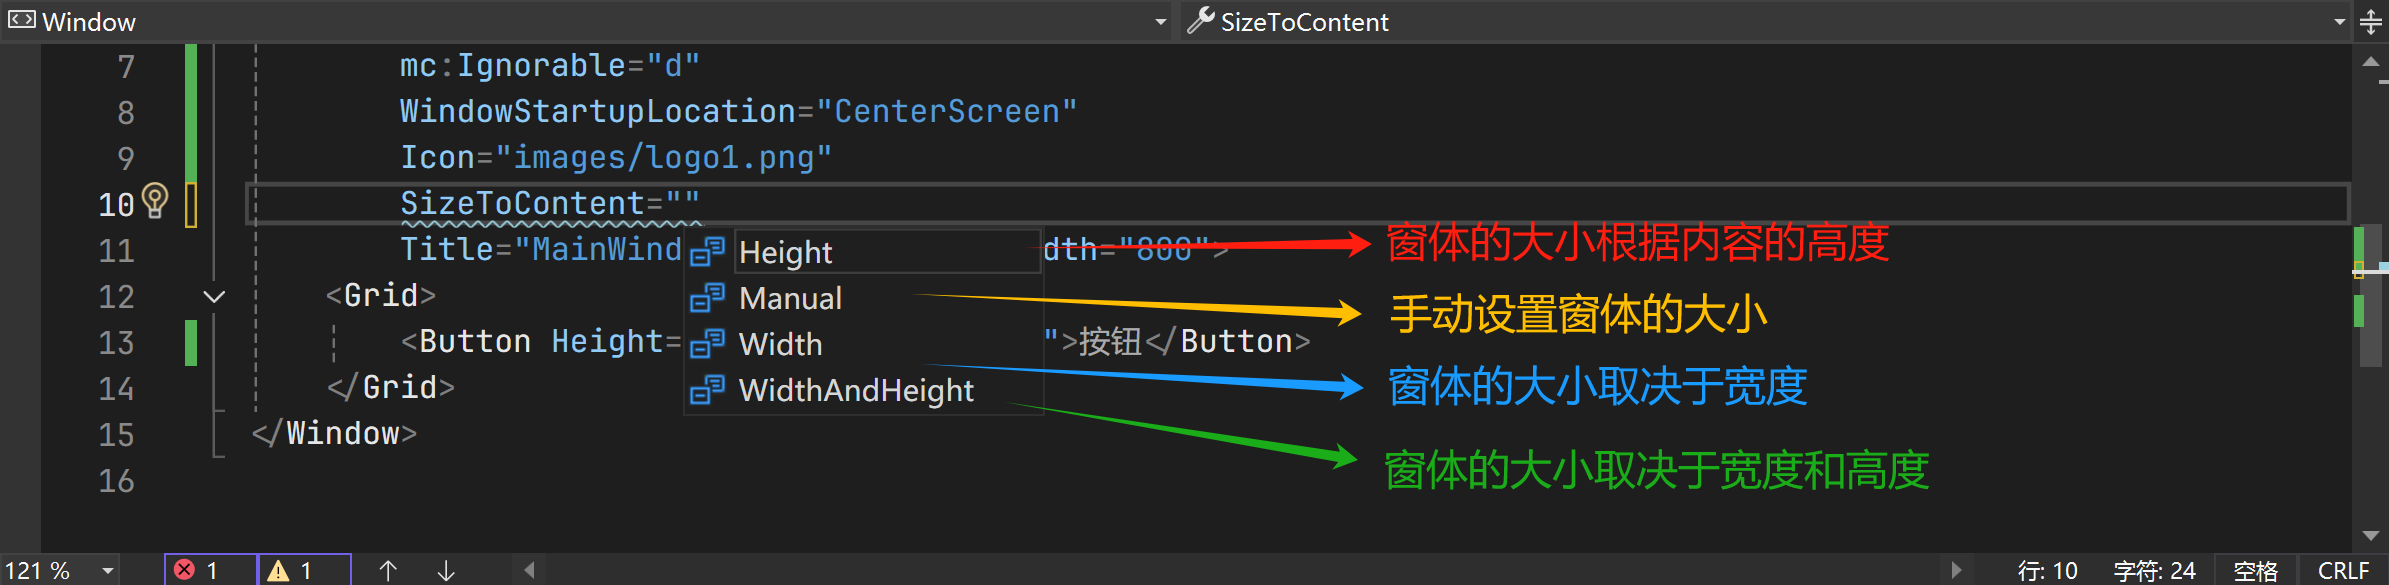 Window SizeToContent
7 mc:Ignorable="d"
8 WindowStartupLocation="CenterScreen"
9 Icon="images/logo1.png"
10 SizeToContent=""
11 Title="MainWind dth="800">
12 <Grid>
13 <Button Height= ">按钮</Button>
14 </Grid>
15 </Window>
16
Height
Manual
Width
WidthAndHeight
窗体的大小根据内容的高度
手动设置窗体的大小
窗体的大小取决于宽度
窗体的大小取决于宽度和高度
121 % 1 1 行: 10 字符: 24 空格 CRLF